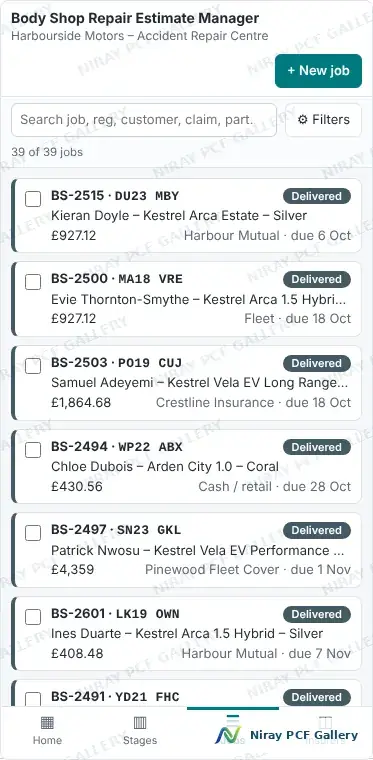 Body Shop Repair Estimate Manager
Harbourside Motors – Accident Repair Centre
+ New job
Search job, reg, customer, claim, part.
Filters
39 of 39 jobs
BS-2515 · DU23 MBY Delivered
Kieran Doyle – Kestrel Arca Estate – Silver
£927.12 Harbour Mutual · due 6 Oct
BS-2500 · MA18 VRE Delivered
Evie Thornton-Smythe – Kestrel Arca 1.5 Hybri…
£927.12 Fleet · due 18 Oct
BS-2503 · PO19 CUJ Delivered
Samuel Adeyemi – Kestrel Vela EV Long Range…
£1,864.68 Crestline Insurance · due 18 Oct
BS-2494 · WP22 ABX Delivered
Chloe Dubois – Arden City 1.0 – Coral
£430.56 Cash / retail · due 28 Oct
BS-2497 · SN23 GKL Delivered
Patrick Nwosu – Kestrel Vela EV Performance …
£4,359 Pinewood Fleet Cover · due 1 Nov
BS-2601 · LK19 OWN Delivered
Ines Duarte – Kestrel Arca 1.5 Hybrid – Silver
£408.48 Harbour Mutual · due 7 Nov
BS-2491 · YD21 FHC Delivered
Home Stages
Niray PCF Gallery
NIRAY PCF GALLERY